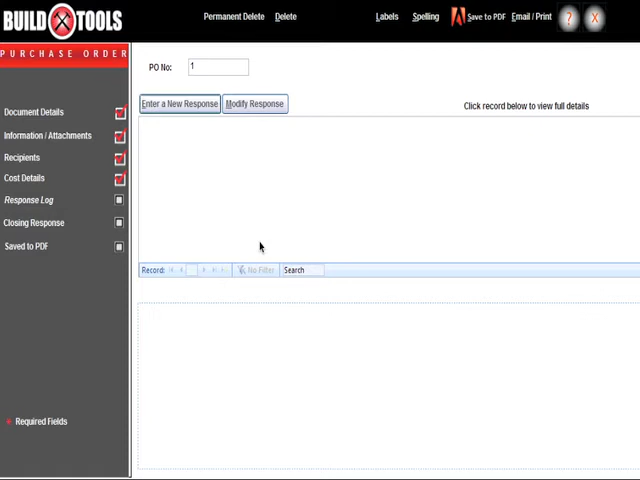 BUILD TOOLS
Permanent Delete Delete Labels Spelling Save to PDF Email / Print ? X
PURCHASE ORDER
PO No: 1
Enter a New Response Modify Response Click record below to view full details
Document Details
Information / Attachments
Recipients
Cost Details
Response Log
Closing Response
Saved to PDF
Record: No Filter Search
Required Fields